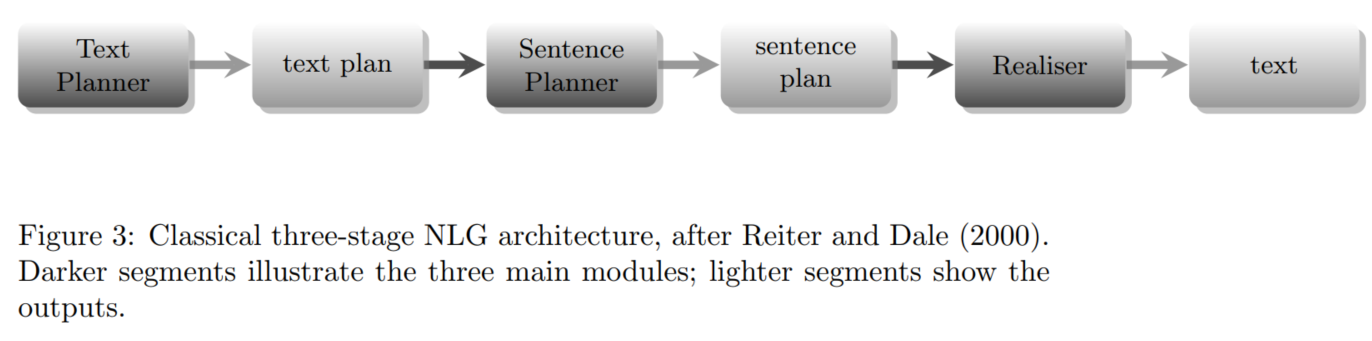 Text
Planner
text plan
Sentence
Planner
sentence
plan
Realiser
text
Figure 3: Classical three-stage NLG architecture, after Reiter and Dale (2000).
Darker segments illustrate the three main modules; lighter segments show the
outputs.